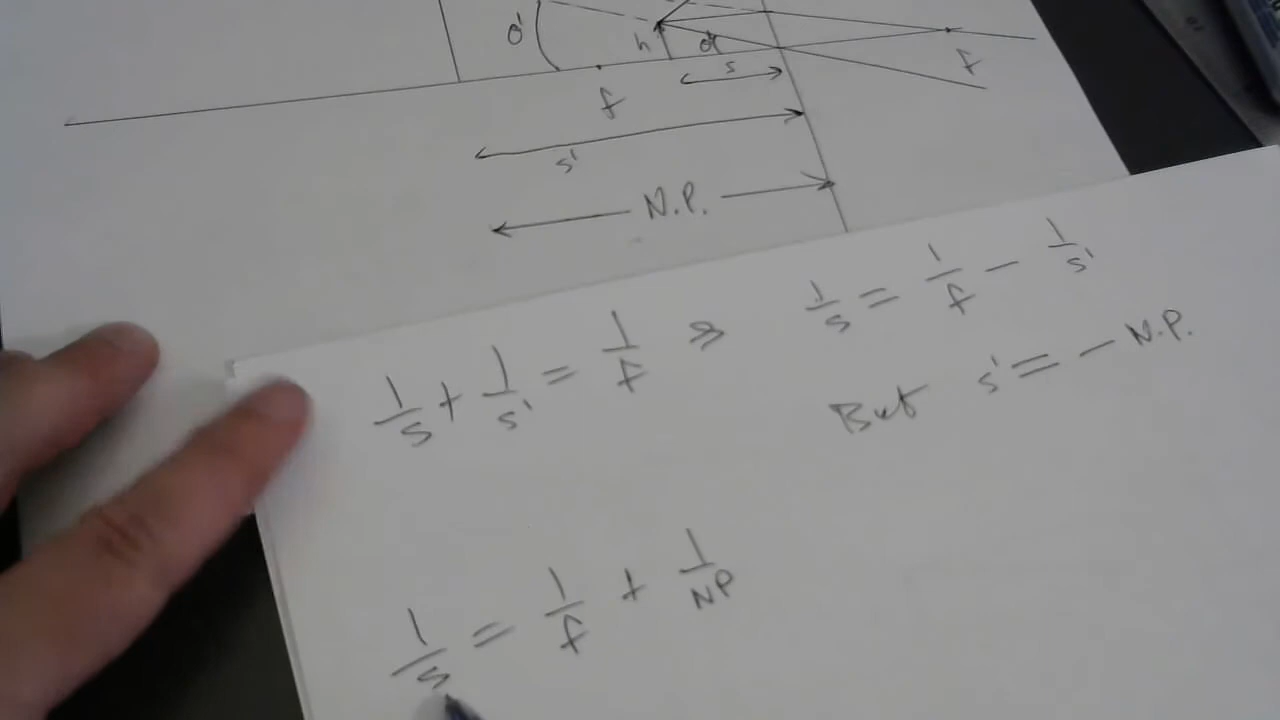 θ' h α
s f
f
s'
N.P.
1/s + 1/s' = 1/f ⇒ 1/s = 1/f − 1/s'
But s' = − N.P.
1/s = 1/f + 1/NP